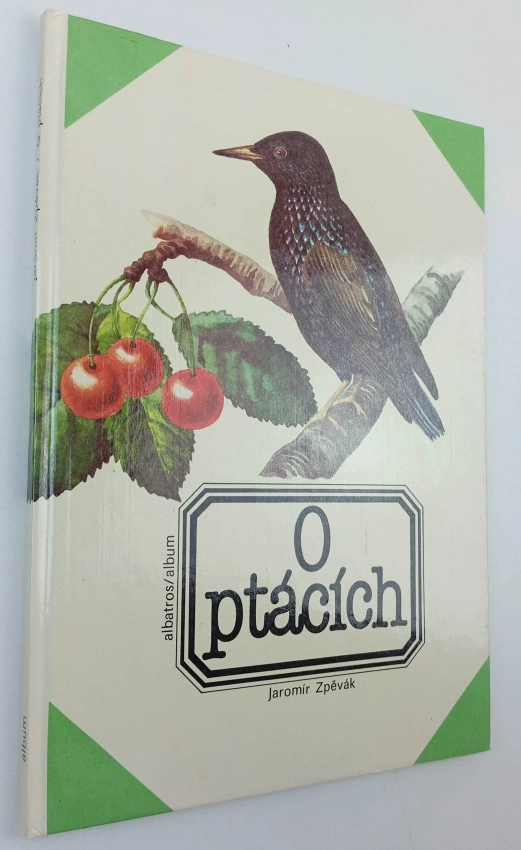 albatros/album
O
ptácích
Jaromír Zpěvák
album